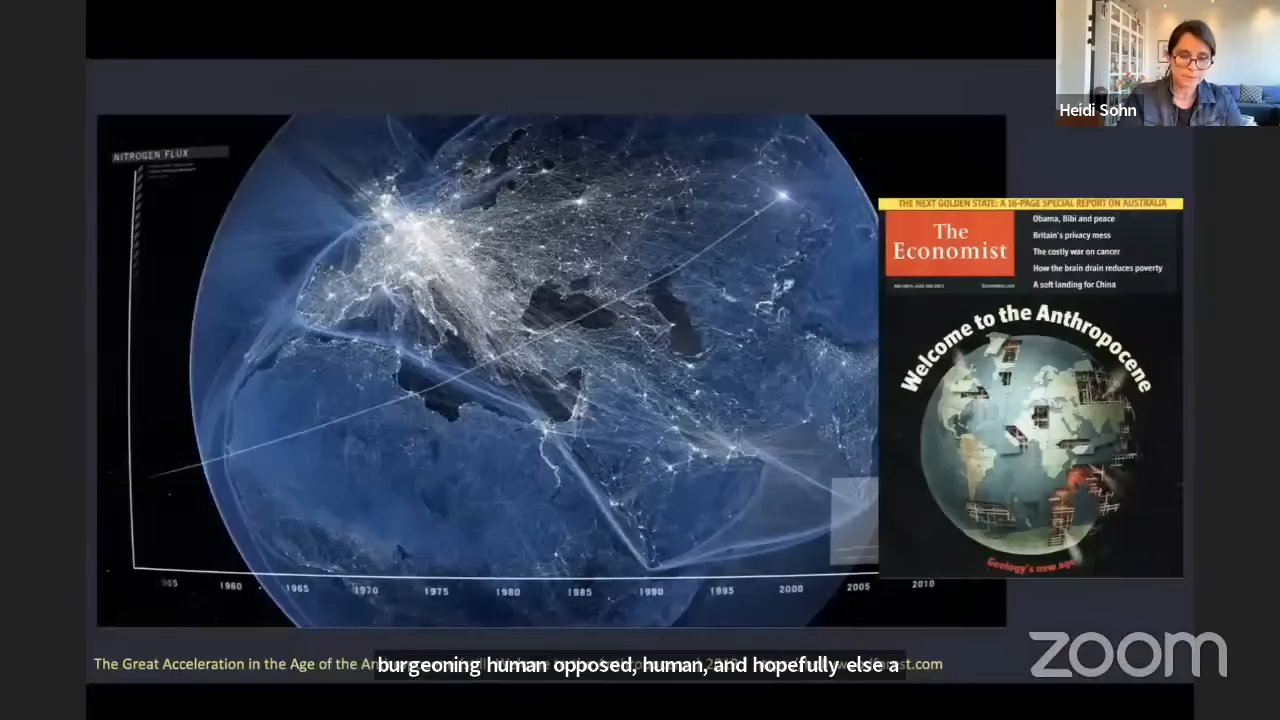 Heidi Sohn
NITROGEN FLUX
THE NEXT GOLDEN STATE: A 16-PAGE SPECIAL REPORT ON AUSTRALIA
The
Economist
Obama, Bibi and peace
Britain's privacy mess
The costly war on cancer
How the brain drain reduces poverty
A soft landing for China
Economist.com
Welcome to the Anthropocene
Geology's new age
1960 1965 1970 1975 1980 1985 1990 1995 2000 2005 2010
The Great Acceleration in the Age of the An
burgeoning human opposed, human, and hopefully else a
.com
zoom